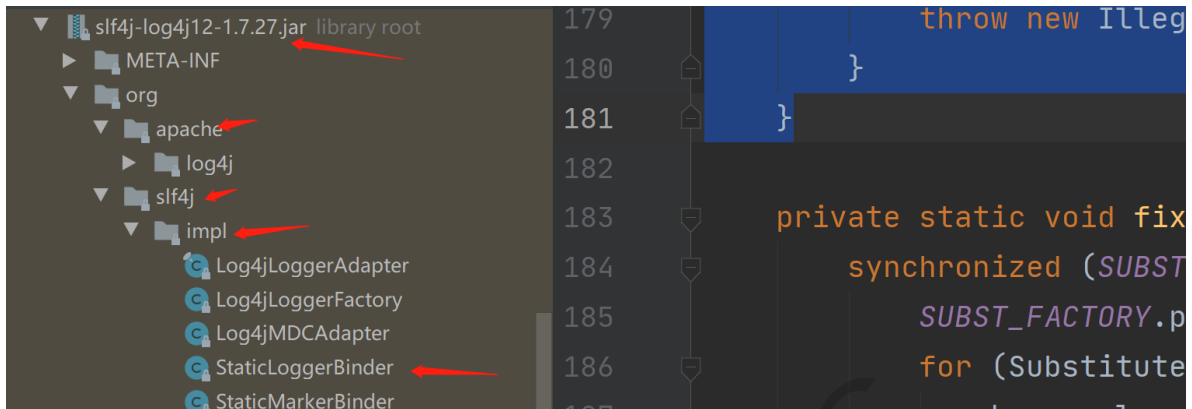 slf4j-log4j12-1.7.27.jar library root
META-INF
org
apache
log4j
slf4j
impl
Log4jLoggerAdapter
Log4jLoggerFactory
Log4jMDCAdapter
StaticLoggerBinder
StaticMarkerBinder
179 throw new Illeg
180 }
181 }
182
183 private static void fix
184 synchronized (SUBST
185 SUBST_FACTORY.p
186 for (Substitute